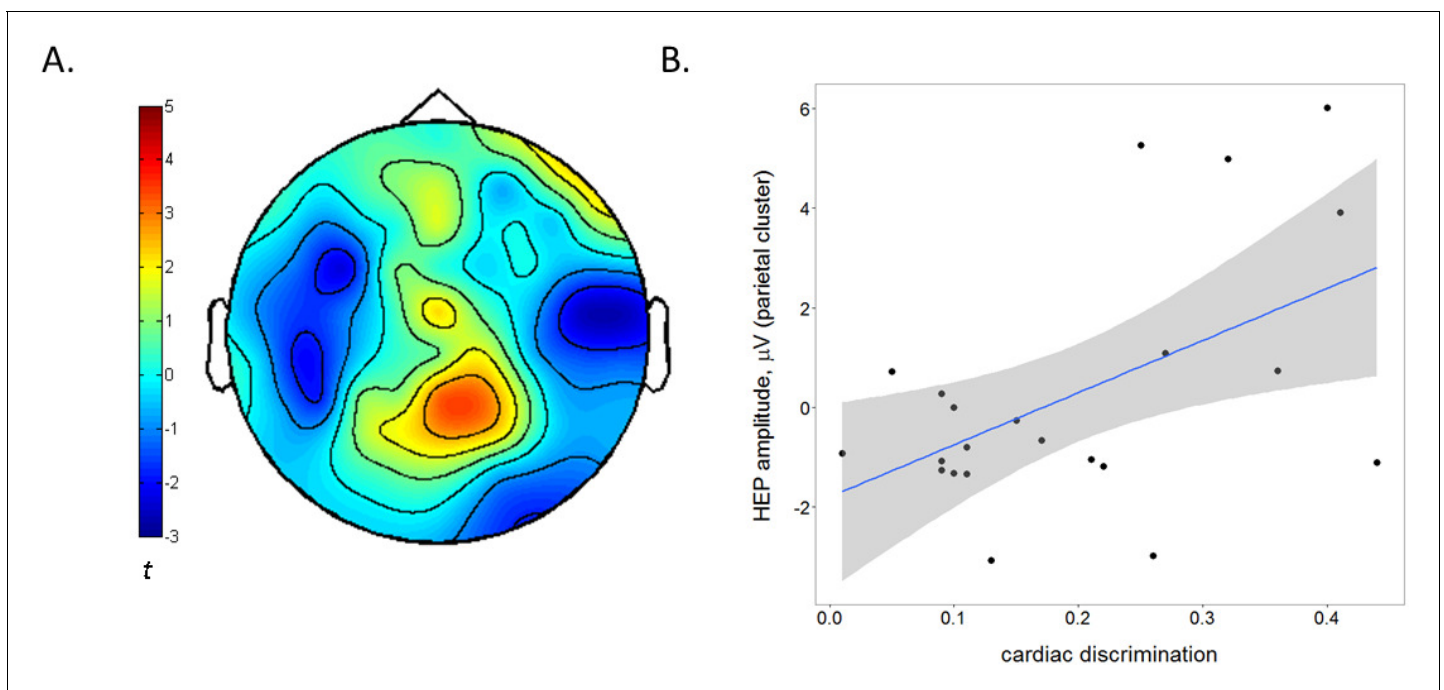 A.
5
4
3
2
1
0
-1
-2
-3
t
B.
HEP amplitude, µV (parietal cluster)
6
4
2
0
-2
0.0 0.1 0.2 0.3 0.4
cardiac discrimination